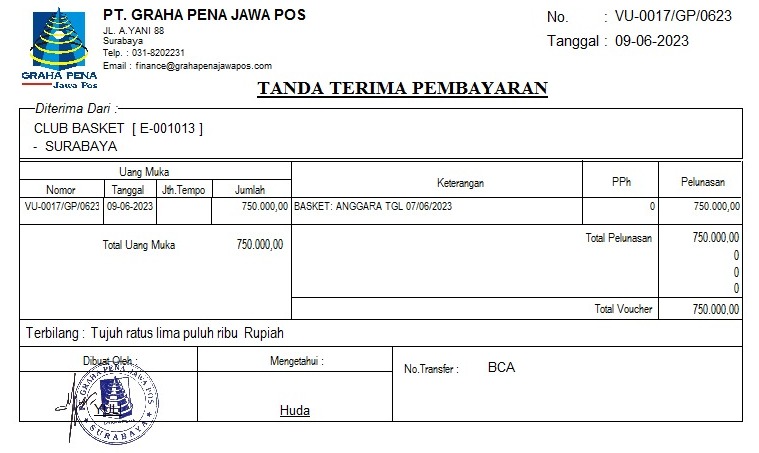 PT. GRAHA PENA JAWA POS
JL. A.YANI 88
Surabaya
Telp. : 031-8202231
Email : finance@grahapenajawapos.com
GRAHA PENA
Jawa Pos
No. : VU-0017/GP/0623
Tanggal : 09-06-2023
TANDA TERIMA PEMBAYARAN
Diterima Dari :
CLUB BASKET [ E-001013 ]
- SURABAYA
Uang Muka Keterangan PPh Pelunasan
Nomor Tanggal Jth.Tempo Jumlah
VU-0017/GP/0623 09-06-2023 750.000,00 BASKET: ANGGARA TGL 07/06/2023 0 750.000,00
Total Uang Muka 750.000,00 Total Pelunasan 750.000,00
0
0
0
Total Voucher 750.000,00
Terbilang : Tujuh ratus lima puluh ribu Rupiah
Dibuat Oleh : Mengetahui : No.Transfer : BCA
GRAHA PENA JAWA POS
SURABAYA
Huda